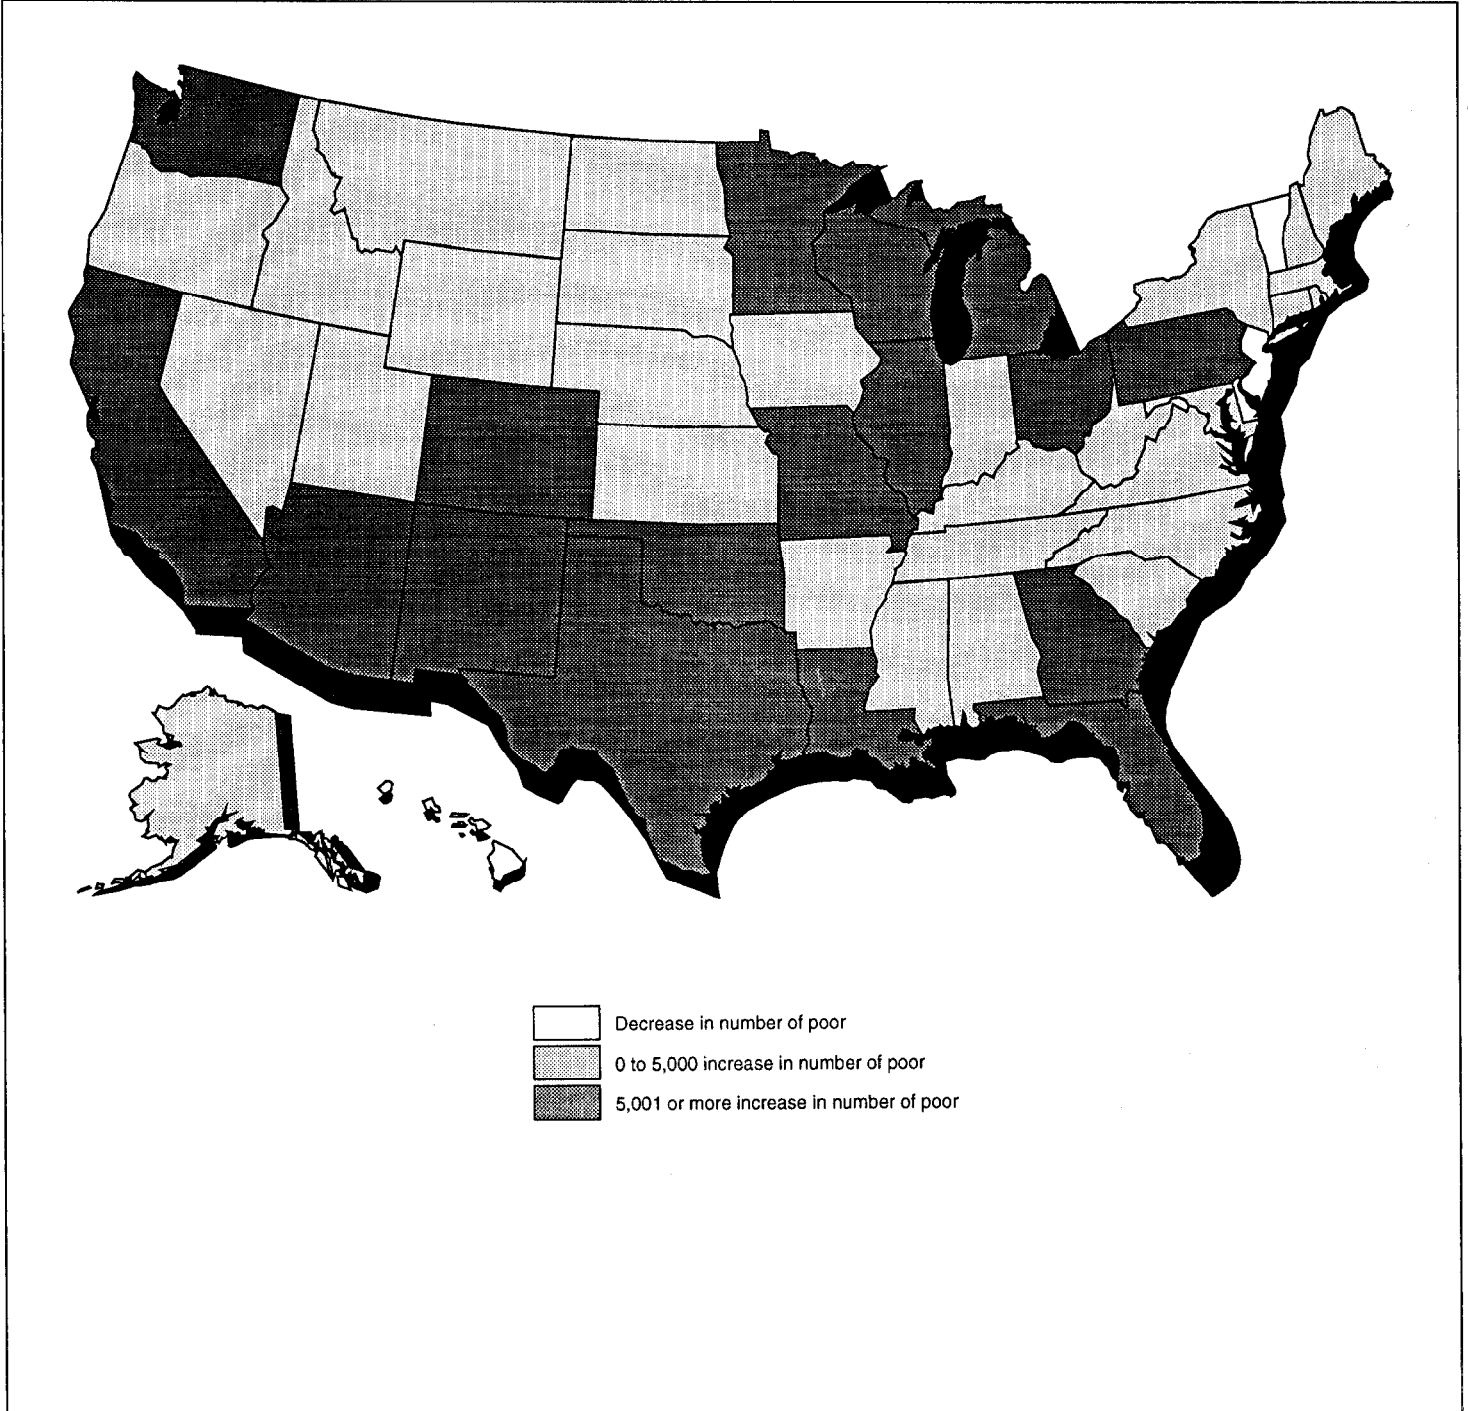 Decrease in number of poor
0 to 5,000 increase in number of poor
5,001 or more increase in number of poor